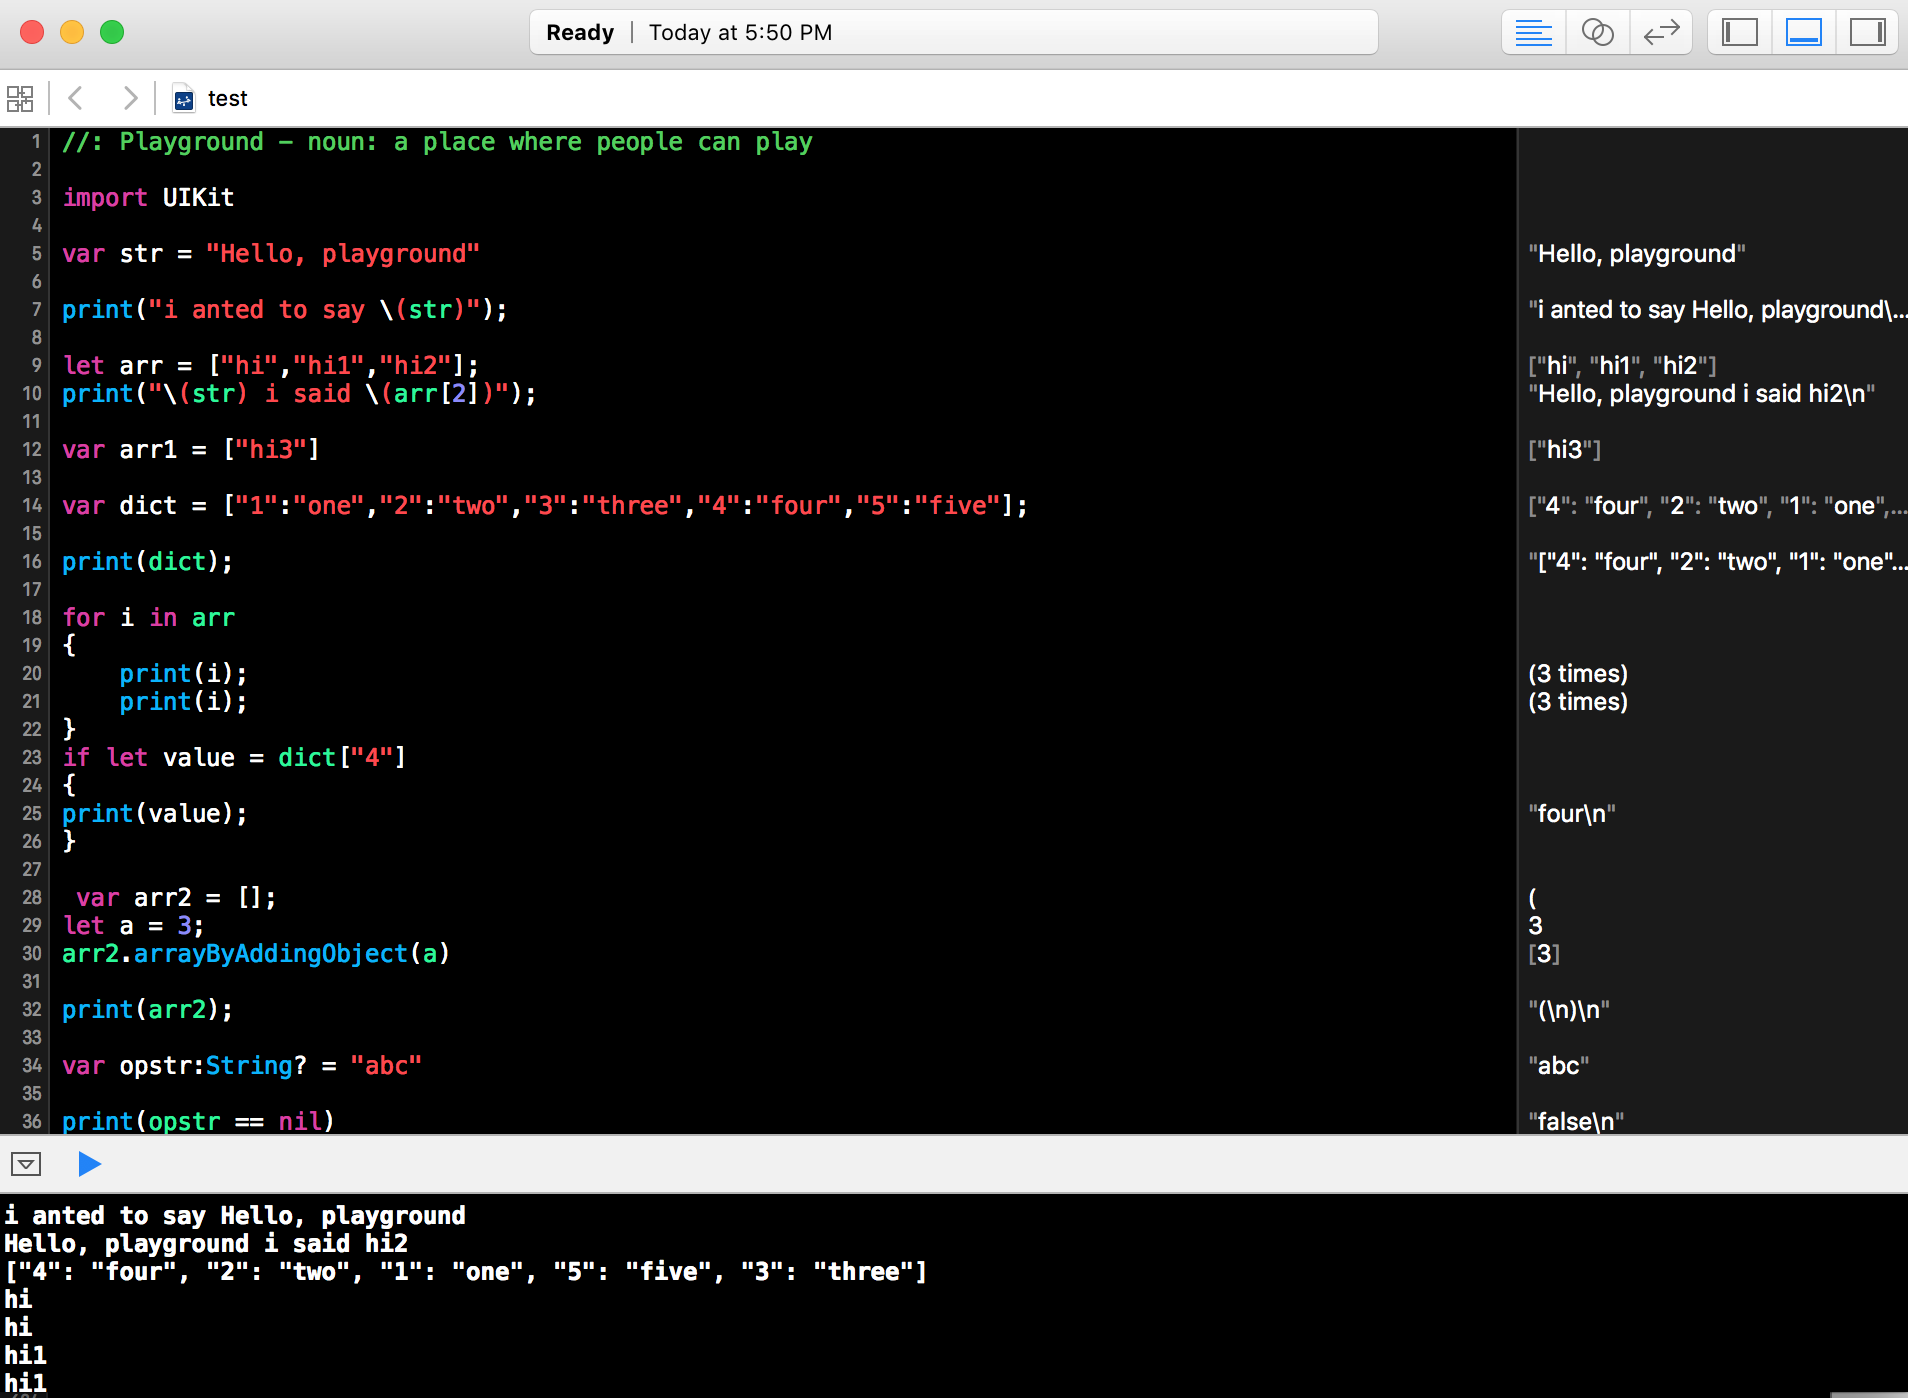 Ready | Today at 5:50 PM
test
1 //: Playground – noun: a place where people can play
2
3 import UIKit
4
5 var str = "Hello, playground" "Hello, playground"
6
7 print("i anted to say \(str)"); "i anted to say Hello, playground\...
8
9 let arr = ["hi","hi1","hi2"]; ["hi", "hi1", "hi2"]
10 print("\(str) i said \(arr[2])"); "Hello, playground i said hi2\n"
11
12 var arr1 = ["hi3"] ["hi3"]
13
14 var dict = ["1":"one","2":"two","3":"three","4":"four","5":"five"]; ["4": "four", "2": "two", "1": "one",...
15
16 print(dict); "["4": "four", "2": "two", "1": "one"...
17
18 for i in arr
19 {
20     print(i); (3 times)
21     print(i); (3 times)
22 }
23 if let value = dict["4"]
24 {
25 print(value); "four\n"
26 }
27
28  var arr2 = []; (
29 let a = 3; 3
30 arr2.arrayByAddingObject(a) [3]
31
32 print(arr2); "(\n)\n"
33
34 var opstr:String? = "abc" "abc"
35
36 print(opstr == nil) "false\n"
i anted to say Hello, playground
Hello, playground i said hi2
["4": "four", "2": "two", "1": "one", "5": "five", "3": "three"]
hi
hi
hi1
hi1